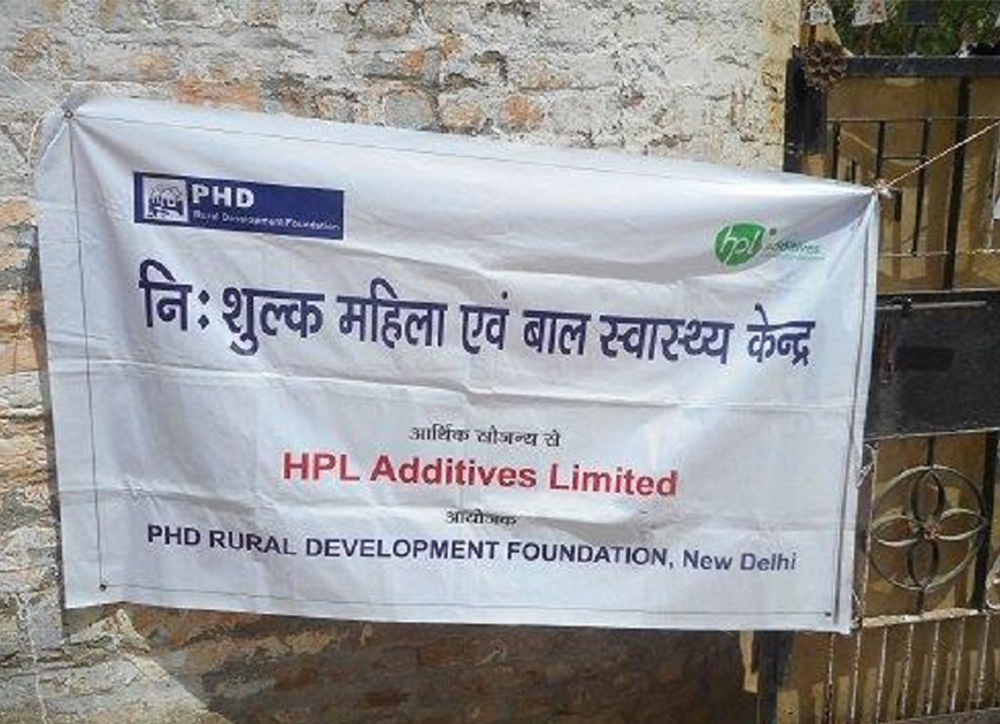 PHD
Rural Development Foundation
hpl additives
नि: शुल्क महिला एवं बाल स्वास्थ्य केन्द्र
आर्थिक सौजन्य से
HPL Additives Limited
आयोजक
PHD RURAL DEVELOPMENT FOUNDATION, New Delhi